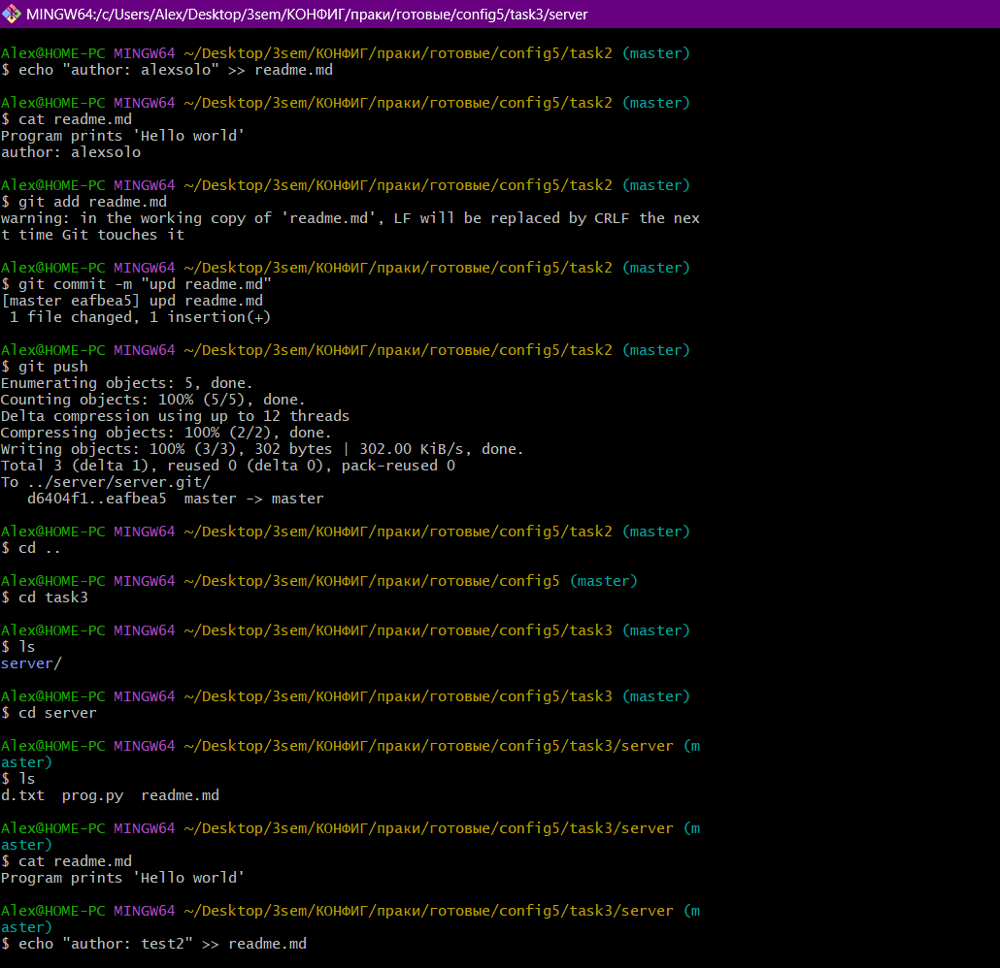 MINGW64:/c/Users/Alex/Desktop/3sem/КОНФИГ/праки/готовые/config5/task3/server
Alex@HOME-PC MINGW64 ~/Desktop/3sem/КОНФИГ/праки/готовые/config5/task2 (master)
$ echo "author: alexsolo" >> readme.md
Alex@HOME-PC MINGW64 ~/Desktop/3sem/КОНФИГ/праки/готовые/config5/task2 (master)
$ cat readme.md
Program prints 'Hello world'
author: alexsolo
Alex@HOME-PC MINGW64 ~/Desktop/3sem/КОНФИГ/праки/готовые/config5/task2 (master)
$ git add readme.md
warning: in the working copy of 'readme.md', LF will be replaced by CRLF the nex
t time Git touches it
Alex@HOME-PC MINGW64 ~/Desktop/3sem/КОНФИГ/праки/готовые/config5/task2 (master)
$ git commit -m "upd readme.md"
[master eafbea5] upd readme.md
 1 file changed, 1 insertion(+)
Alex@HOME-PC MINGW64 ~/Desktop/3sem/КОНФИГ/праки/готовые/config5/task2 (master)
$ git push
Enumerating objects: 5, done.
Counting objects: 100% (5/5), done.
Delta compression using up to 12 threads
Compressing objects: 100% (2/2), done.
Writing objects: 100% (3/3), 302 bytes | 302.00 KiB/s, done.
Total 3 (delta 1), reused 0 (delta 0), pack-reused 0
To ../server/server.git/
   d6404f1..eafbea5  master -> master
Alex@HOME-PC MINGW64 ~/Desktop/3sem/КОНФИГ/праки/готовые/config5/task2 (master)
$ cd ..
Alex@HOME-PC MINGW64 ~/Desktop/3sem/КОНФИГ/праки/готовые/config5 (master)
$ cd task3
Alex@HOME-PC MINGW64 ~/Desktop/3sem/КОНФИГ/праки/готовые/config5/task3 (master)
$ ls
server/
Alex@HOME-PC MINGW64 ~/Desktop/3sem/КОНФИГ/праки/готовые/config5/task3 (master)
$ cd server
Alex@HOME-PC MINGW64 ~/Desktop/3sem/КОНФИГ/праки/готовые/config5/task3/server (m
aster)
$ ls
d.txt  prog.py  readme.md
Alex@HOME-PC MINGW64 ~/Desktop/3sem/КОНФИГ/праки/готовые/config5/task3/server (m
aster)
$ cat readme.md
Program prints 'Hello world'
Alex@HOME-PC MINGW64 ~/Desktop/3sem/КОНФИГ/праки/готовые/config5/task3/server (m
aster)
$ echo "author: test2" >> readme.md